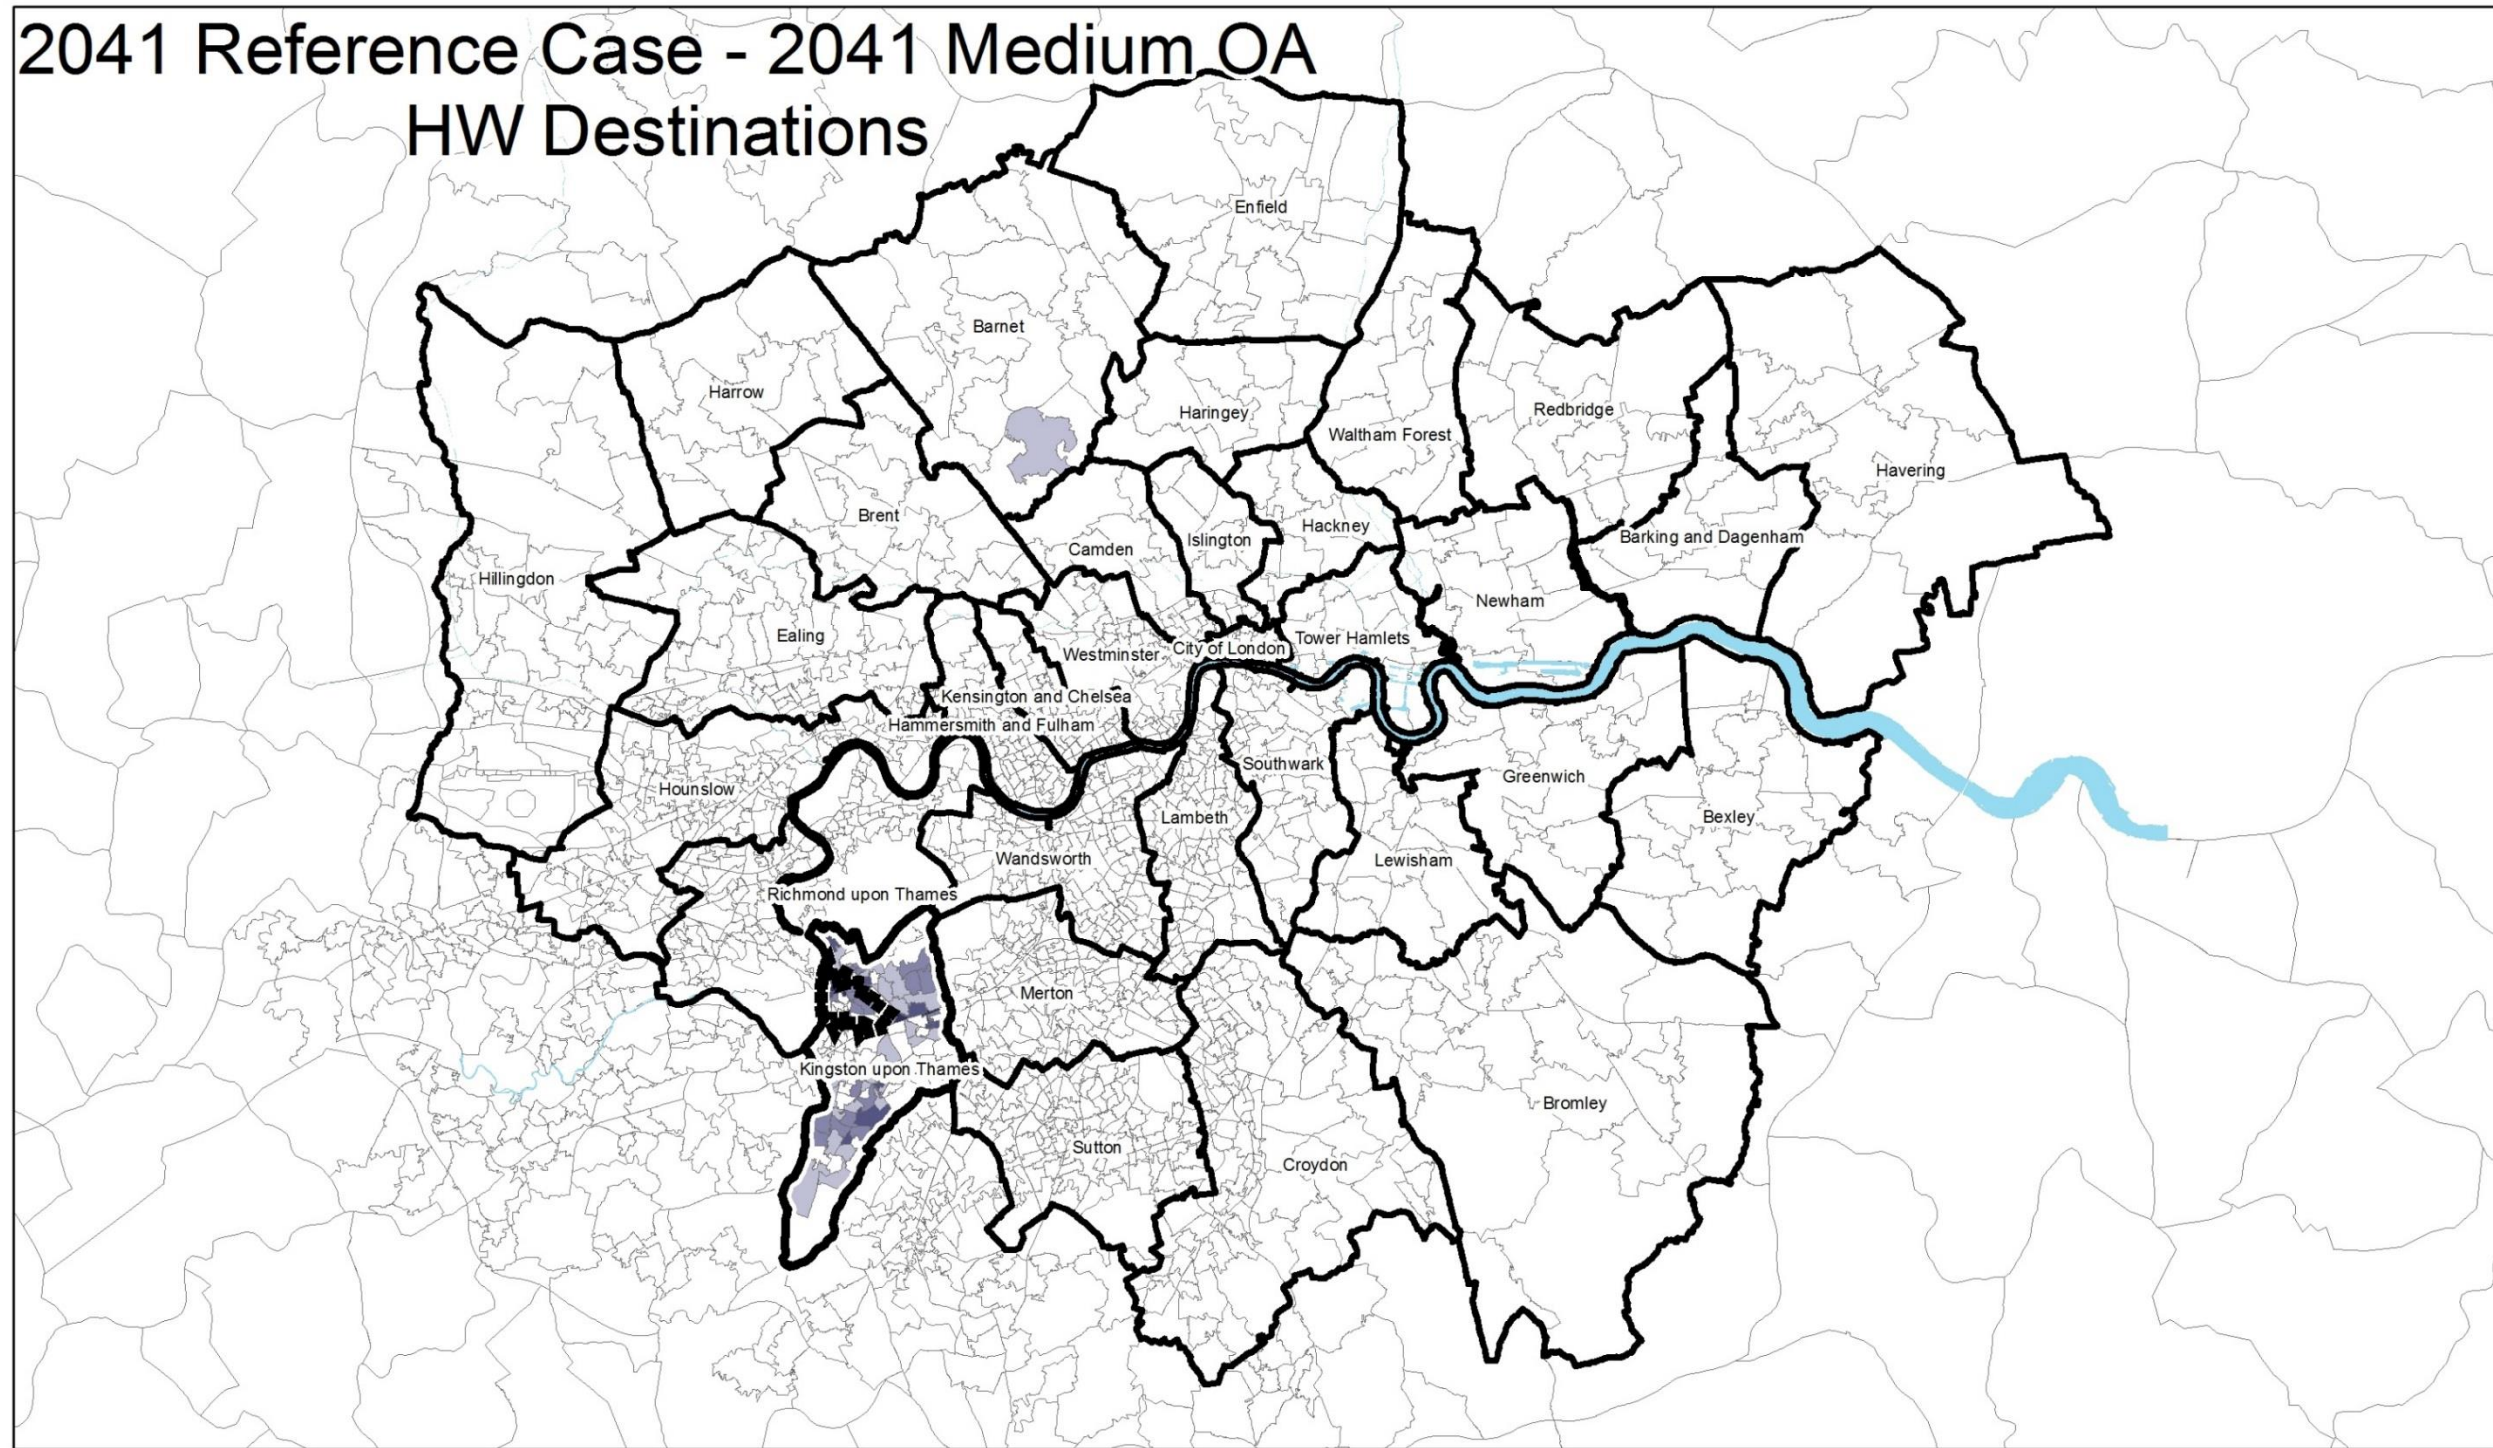 2041 Reference Case - 2041 Medium OA
HW Destinations
Enfield
Barnet
Harrow
Haringey
Redbridge
Waltham Forest
Havering
Brent
Hackney
Islington
Barking and Dagenham
Camden
Hillingdon
Newham
Ealing
Tower Hamlets
City of London
Westminster
Kensington and Chelsea
Hammersmith and Fulham
Southwark
Greenwich
Hounslow
Lambeth
Bexley
Wandsworth
Lewisham
Richmond upon Thames
Merton
Kingston upon Thames
Bromley
Sutton
Croydon